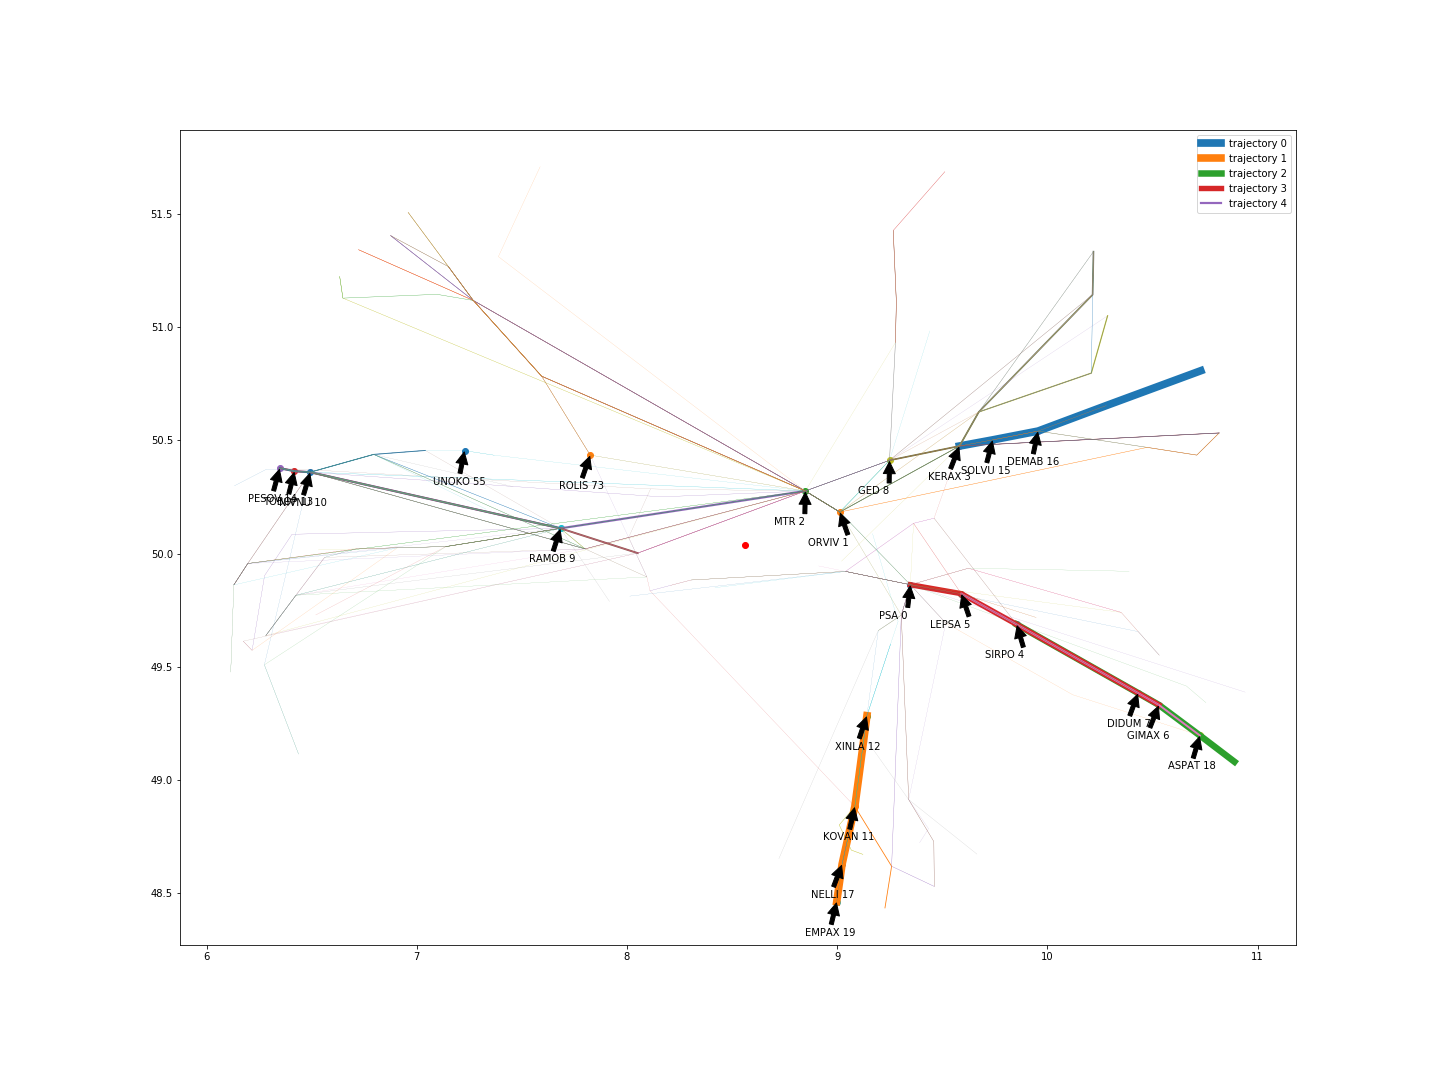 trajectory 0
trajectory 1
trajectory 2
trajectory 3
trajectory 4
51.5
51.0
50.5
50.0
49.5
49.0
48.5
UNOKO 55
ROLIS 73
GED 8
KERAX 3
SOLVU 15
DEMAB 16
MTR 2
ORVIV 1
RAMOB 9
PSA 0
LEPSA 5
SIRPO 4
DIDUM 7
GIMAX 6
ASPAT 18
XINLA 12
KOVAN 11
NELLI 17
EMPAX 19
6
7
8
9
10
11